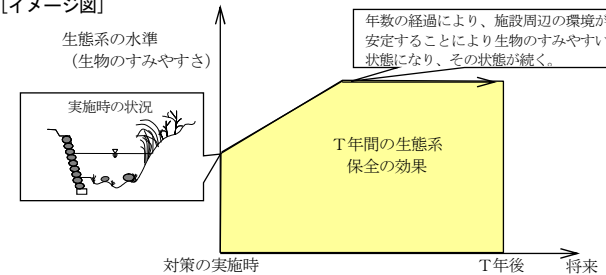 [イメージ図]
生態系の水準
（生物のすみやすさ）
年数の経過により、施設周辺の環境が
安定することにより生物のすみやすい
状態になり、その状態が続く。
実施時の状況
T年間の生態系
保全の効果
対策の実施時
T年後
将来